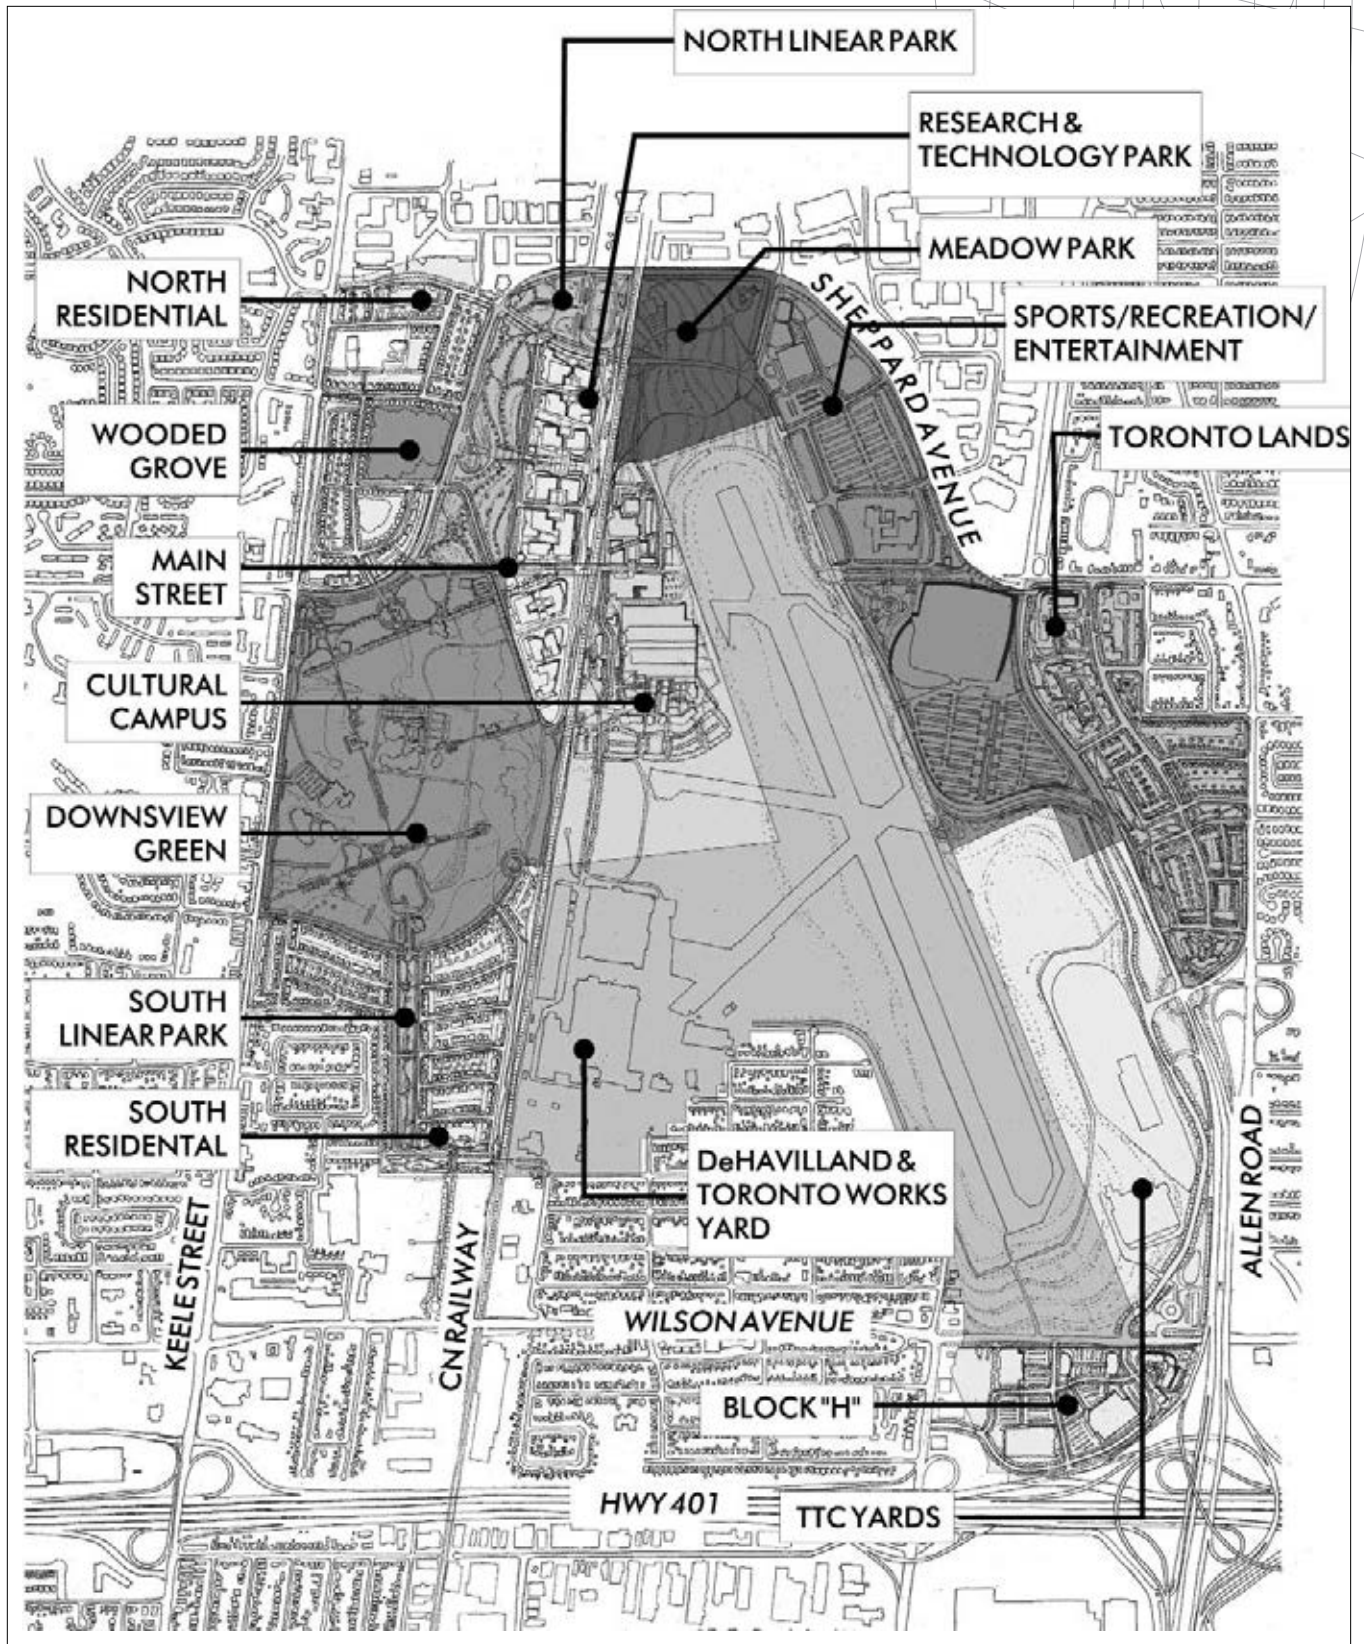 NORTH LINEAR PARK
RESEARCH &
TECHNOLOGY PARK
MEADOW PARK
NORTH
RESIDENTIAL
SHEPPARD AVENUE
SPORTS/RECREATION/
ENTERTAINMENT
WOODED
GROVE
TORONTO LANDS
MAIN
STREET
CULTURAL
CAMPUS
DOWNSVIEW
GREEN
SOUTH
LINEAR PARK
SOUTH
RESIDENTAL
DeHAVILLAND &
TORONTO WORKS
YARD
ALLEN ROAD
KEELE STREET
CN RAILWAY
WILSON AVENUE
BLOCK "H"
HWY 401
TTC YARDS